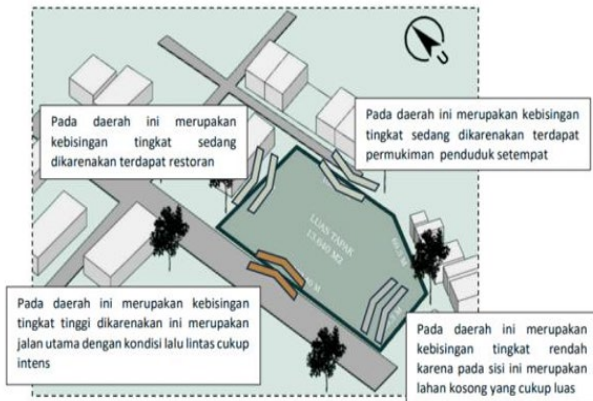 U
Pada daerah ini merupakan
kebisingan tingkat sedang
dikarenakan terdapat restoran
Pada daerah ini merupakan kebisingan
tingkat sedang dikarenakan terdapat
permukiman penduduk setempat
LUAS TAPAK
13.640 M2
Pada daerah ini merupakan kebisingan
tingkat tinggi dikarenakan ini merupakan
jalan utama dengan kondisi lalu lintas cukup
intens
Pada daerah ini merupakan
kebisingan tingkat rendah
karena pada sisi ini merupakan
lahan kosong yang cukup luas